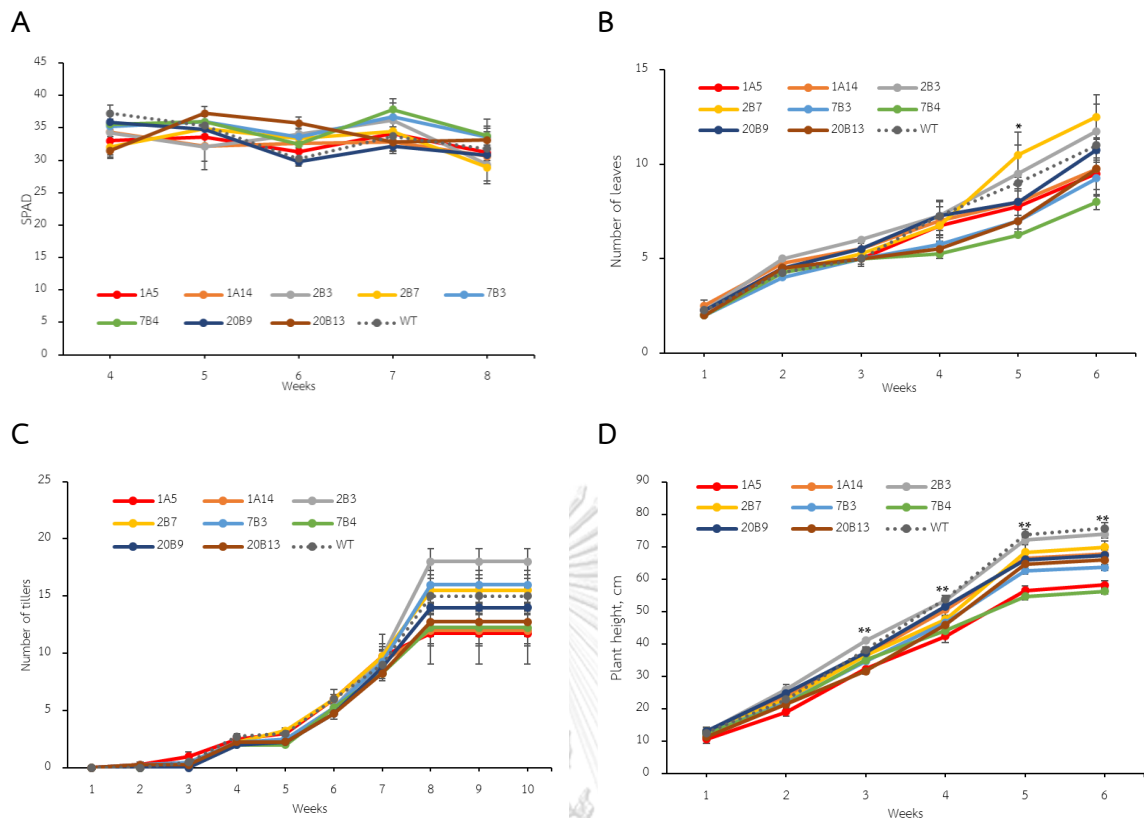 A
45
40
35
30
25
20
15
10
5
0
SPAD
1A5 1A14 2B3 2B7 7B3
7B4 20B9 20B13 WT
4 5 6 7 8
Weeks
B
15
10
5
0
Number of leaves
1A5 1A14 2B3
2B7 7B3 7B4
20B9 20B13 WT
*
1 2 3 4 5 6
Weeks
C
25
20
15
10
5
0
Number of tillers
1A5 1A14 2B3
2B7 7B3 7B4
20B9 20B13 WT
1 2 3 4 5 6 7 8 9 10
Weeks
D
90
80
70
60
50
40
30
20
10
0
Plant height, cm
1A5 1A14 2B3
2B7 7B3 7B4
20B9 20B13 WT
** ** ** **
1 2 3 4 5 6
Weeks